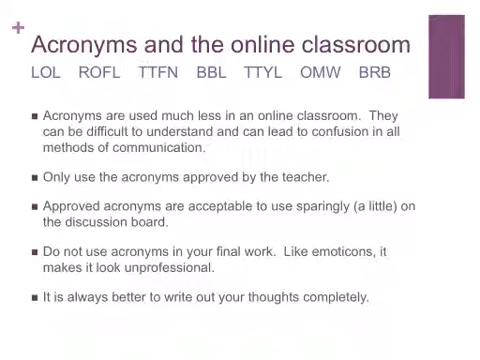 +
Acronyms and the online classroom
LOL ROFL TTFN BBL TTYL OMW BRB
■ Acronyms are used much less in an online classroom. They
can be difficult to understand and can lead to confusion in all
methods of communication.
■ Only use the acronyms approved by the teacher.
■ Approved acronyms are acceptable to use sparingly (a little) on
the discussion board.
■ Do not use acronyms in your final work. Like emoticons, it
makes it look unprofessional.
■ It is always better to write out your thoughts completely.